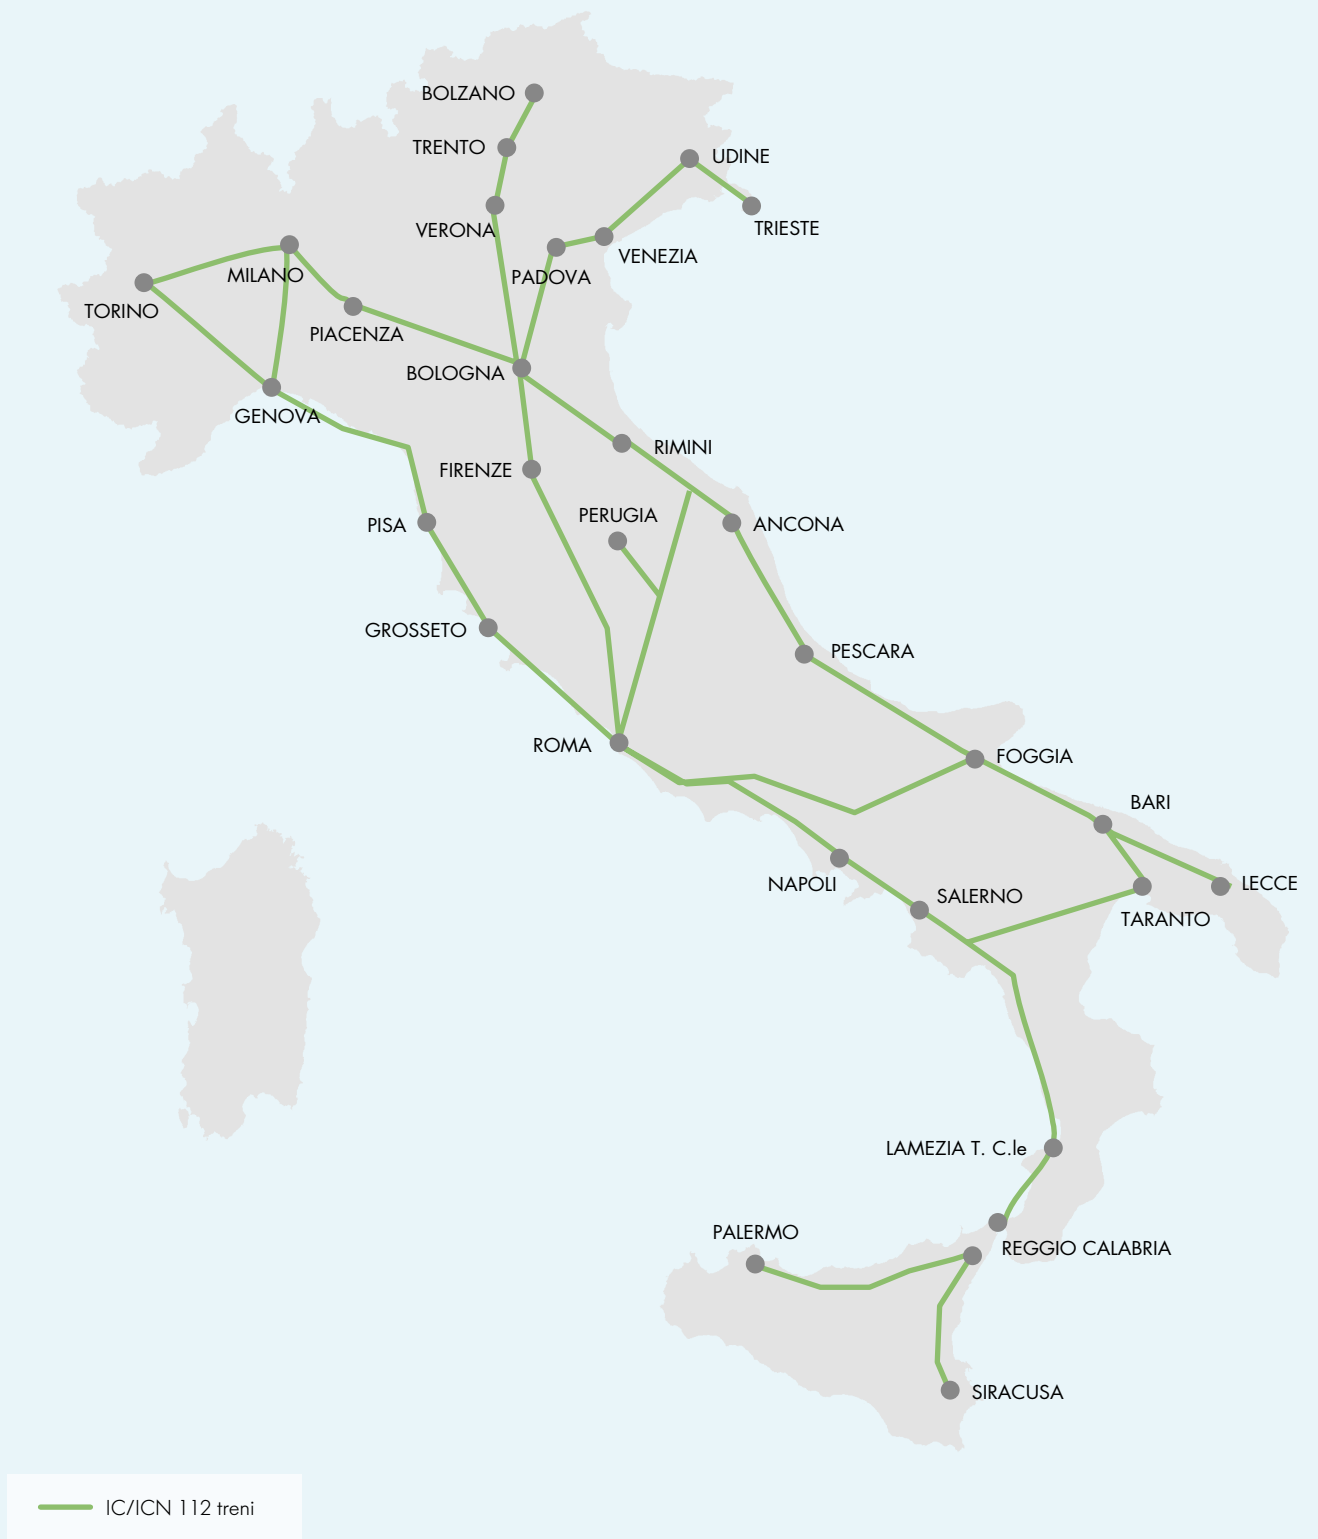 BOLZANO
TRENTO
UDINE
VERONA
TRIESTE
VENEZIA
MILANO
PADOVA
TORINO
PIACENZA
BOLOGNA
GENOVA
RIMINI
FIRENZE
PERUGIA
PISA
ANCONA
GROSSETO
PESCARA
ROMA
FOGGIA
BARI
NAPOLI
LECCE
SALERNO
TARANTO
LAMEZIA T. C.le
PALERMO
REGGIO CALABRIA
SIRACUSA
IC/ICN 112 treni